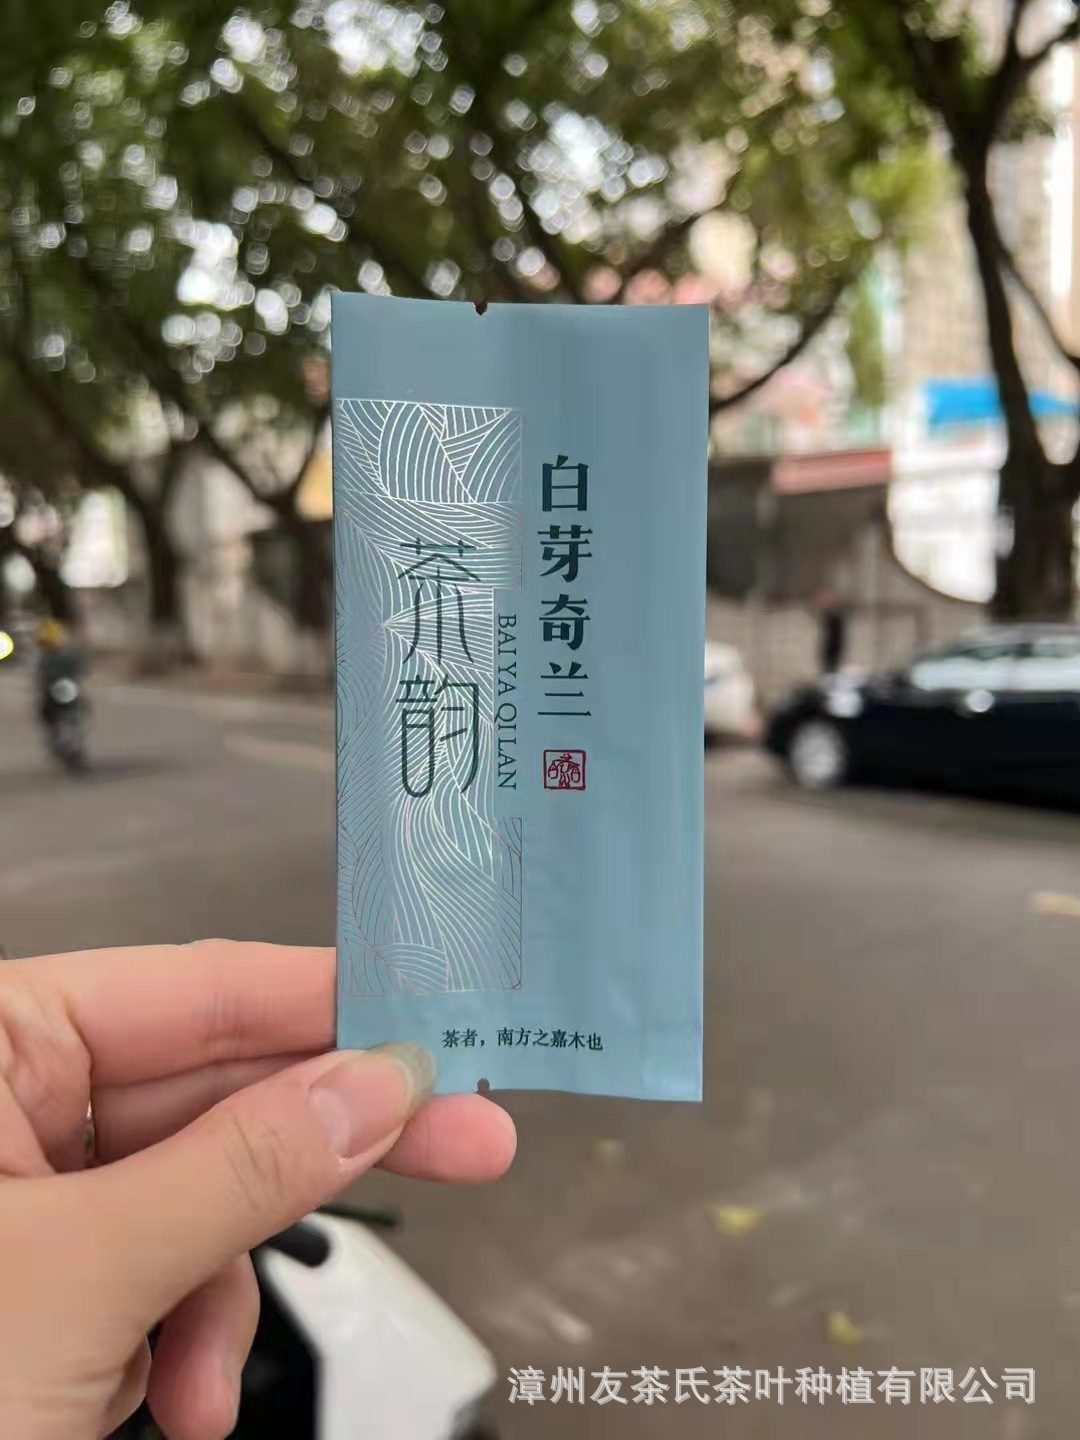 白芽奇兰
BAI YA QI LAN
茶韵
茶者，南方之嘉木也
漳州友茶氏茶叶种植有限公司